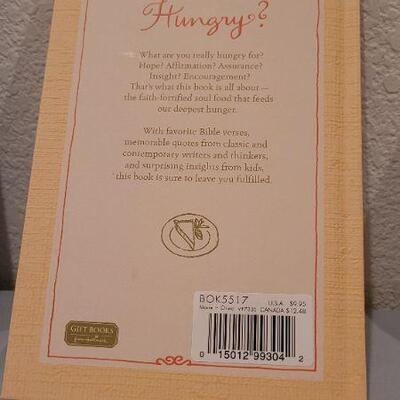 Hungry?
What are you really hungry for?
Hope? Affirmation? Assurance?
Insight? Encouragement?
That's what this book is all about—
the faith-fortified soul food that feeds
our deepest hunger.
With favorite Bible verses,
memorable quotes from classic and
contemporary writers and thinkers,
and surprising insights from kids,
this book is sure to leave you fulfilled.
BOK5517
U.S.A. $9.95
CANADA $12.48
0 15012 99304 2
GIFT BOOKS
from Hallmark